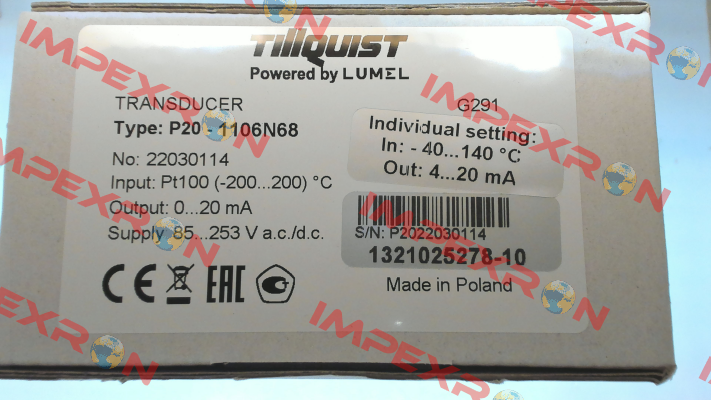 TILLQUIST
Powered by LUMEL
TRANSDUCER
G291
Type: P20 - 1106N68
No: 22030114
Input: Pt100 (-200...200) °C
Output: 0...20 mA
Supply: 85...253 V a.c./d.c.
Individual setting:
In: - 40...140 °C
Out: 4...20 mA
S/N: P2022030114
1321025278-10
Made in Poland
CE
EAC
IMPEXRON
IMPEXRON
IMPEXRON
IMPEXRON
IMPEXRON